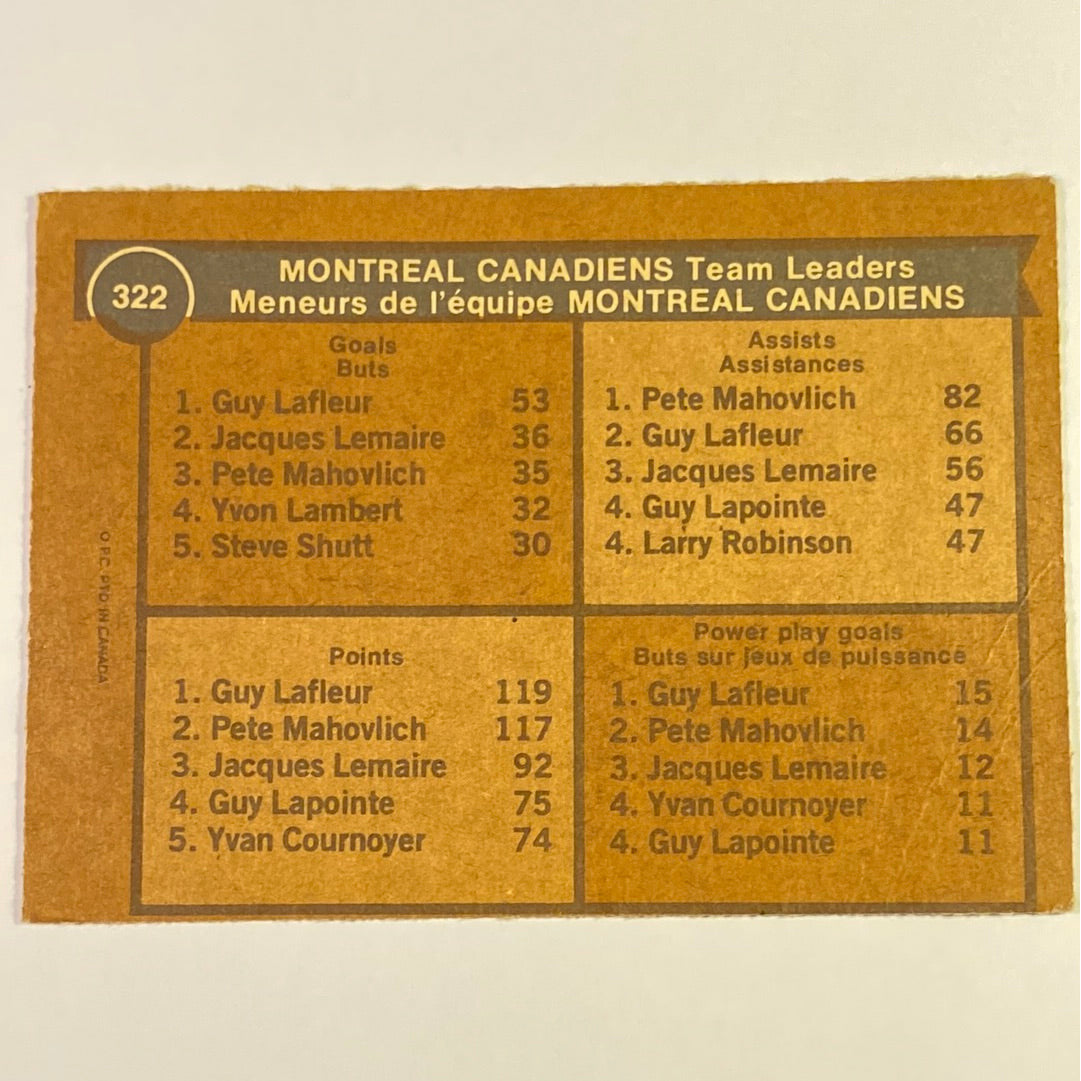 322
MONTREAL CANADIENS Team Leaders
Meneurs de l'équipe MONTREAL CANADIENS
Goals
Buts
1. Guy Lafleur 53
2. Jacques Lemaire 36
3. Pete Mahovlich 35
4. Yvon Lambert 32
5. Steve Shutt 30
Assists
Assistances
1. Pete Mahovlich 82
2. Guy Lafleur 66
3. Jacques Lemaire 56
4. Guy Lapointe 47
4. Larry Robinson 47
Points
1. Guy Lafleur 119
2. Pete Mahovlich 117
3. Jacques Lemaire 92
4. Guy Lapointe 75
5. Yvan Cournoyer 74
Power play goals
Buts sur jeux de puissance
1. Guy Lafleur 15
2. Pete Mahovlich 14
3. Jacques Lemaire 12
4. Yvan Cournoyer 11
4. Guy Lapointe 11
O.P.C. PTD. IN CANADA